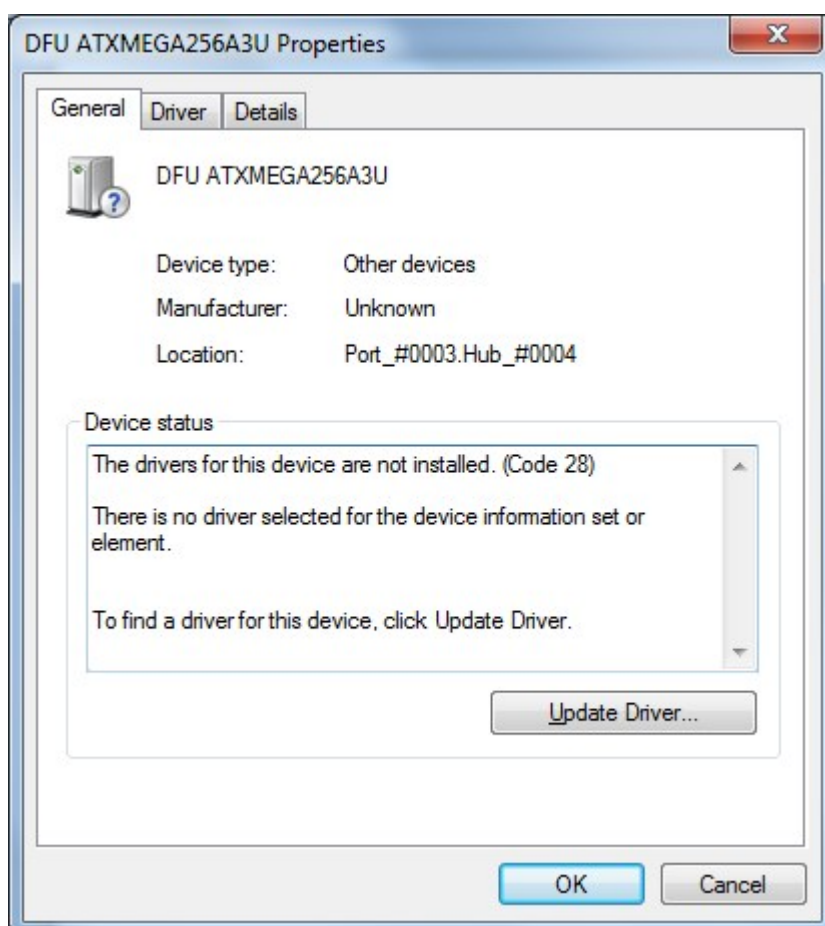 DFU ATXMEGA256A3U Properties
General Driver Details
DFU ATXMEGA256A3U
Device type: Other devices
Manufacturer: Unknown
Location: Port_#0003.Hub_#0004
Device status
The drivers for this device are not installed. (Code 28)
There is no driver selected for the device information set or
element.
To find a driver for this device, click Update Driver.
Update Driver...
OK Cancel